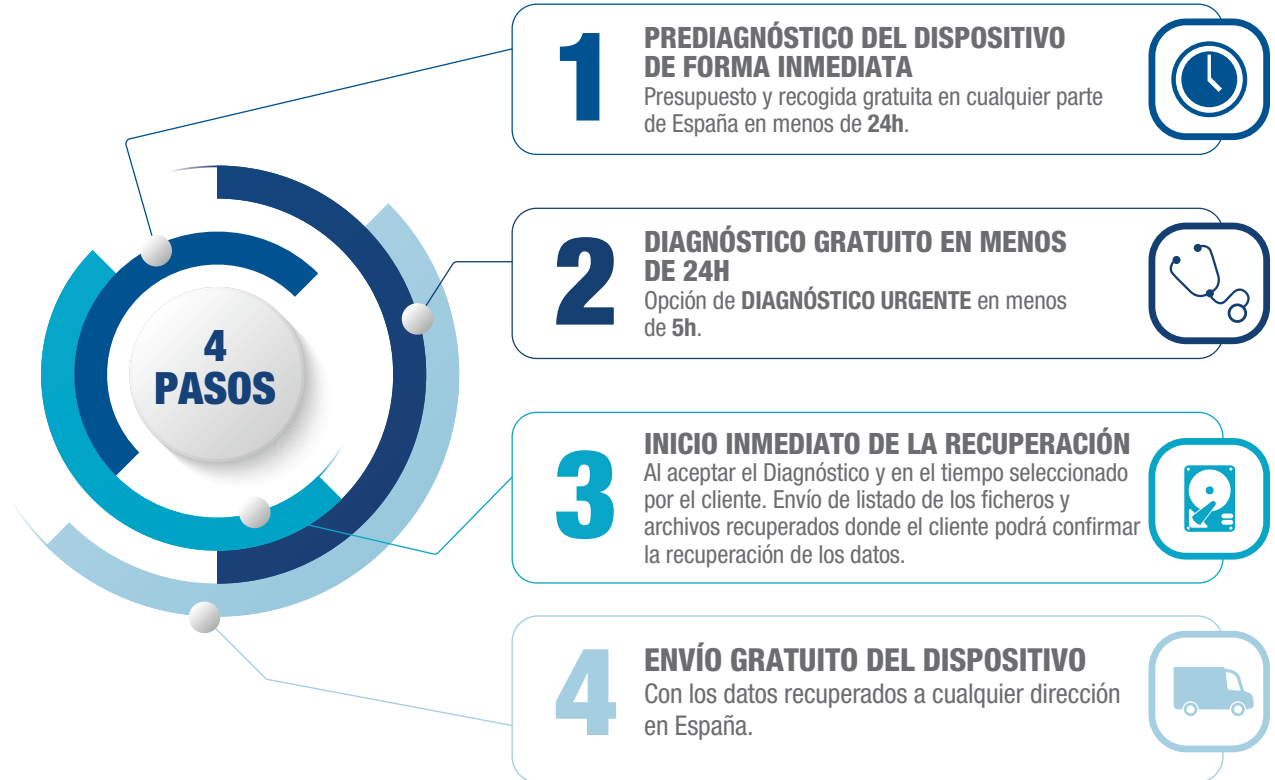 4
PASOS
1
PREDIAGNÓSTICO DEL DISPOSITIVO
DE FORMA INMEDIATA
Presupuesto y recogida gratuita en cualquier parte
de España en menos de 24h.
2
DIAGNÓSTICO GRATUITO EN MENOS
DE 24H
Opción de DIAGNÓSTICO URGENTE en menos
de 5h.
3
INICIO INMEDIATO DE LA RECUPERACIÓN
Al aceptar el Diagnóstico y en el tiempo seleccionado
por el cliente. Envío de listado de los ficheros y
archivos recuperados donde el cliente podrá confirmar
la recuperación de los datos.
4
ENVÍO GRATUITO DEL DISPOSITIVO
Con los datos recuperados a cualquier dirección
en España.